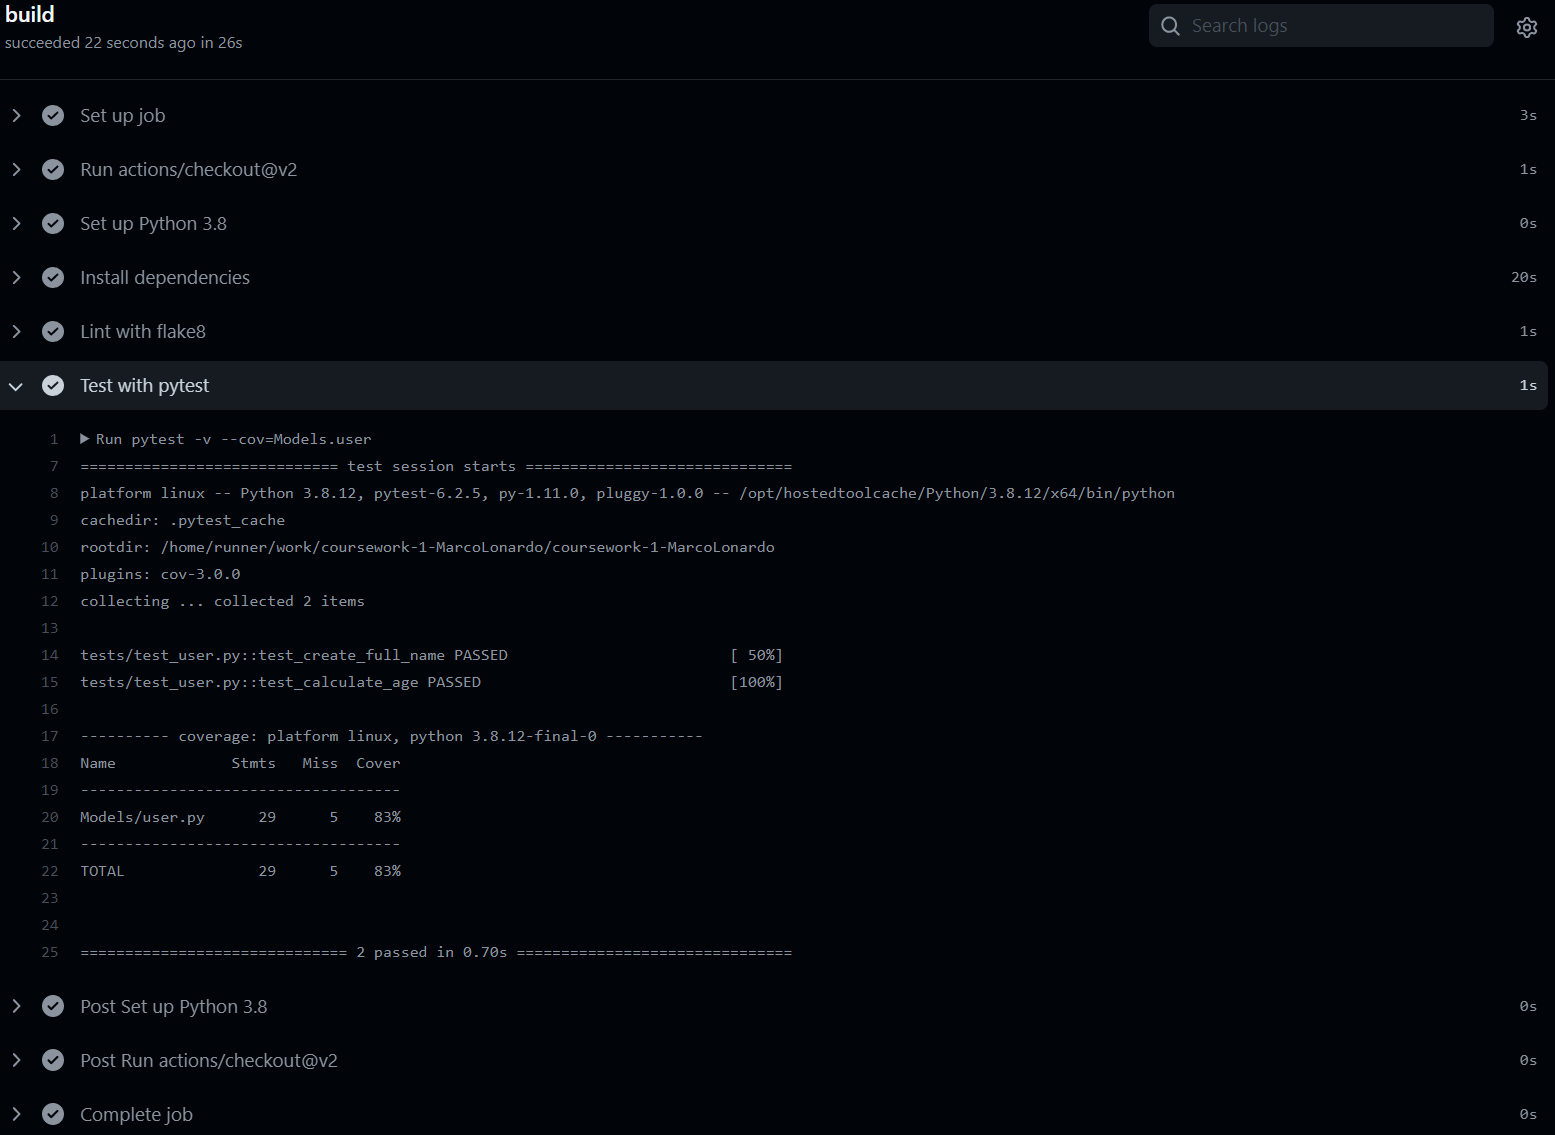 build
succeeded 22 seconds ago in 26s
Search logs
Set up job 3s
Run actions/checkout@v2 1s
Set up Python 3.8 0s
Install dependencies 20s
Lint with flake8 1s
Test with pytest 1s
1 Run pytest -v --cov=Models.user
7 ============================= test session starts ==============================
8 platform linux -- Python 3.8.12, pytest-6.2.5, py-1.11.0, pluggy-1.0.0 -- /opt/hostedtoolcache/Python/3.8.12/x64/bin/python
9 cachedir: .pytest_cache
10 rootdir: /home/runner/work/coursework-1-MarcoLonardo/coursework-1-MarcoLonardo
11 plugins: cov-3.0.0
12 collecting ... collected 2 items
13
14 tests/test_user.py::test_create_full_name PASSED [ 50%]
15 tests/test_user.py::test_calculate_age PASSED [100%]
16
17 ---------- coverage: platform linux, python 3.8.12-final-0 -----------
18 Name Stmts Miss Cover
19 ------------------------------------
20 Models/user.py 29 5 83%
21 ------------------------------------
22 TOTAL 29 5 83%
23
24
25 ============================== 2 passed in 0.70s ===============================
Post Set up Python 3.8 0s
Post Run actions/checkout@v2 0s
Complete job 0s